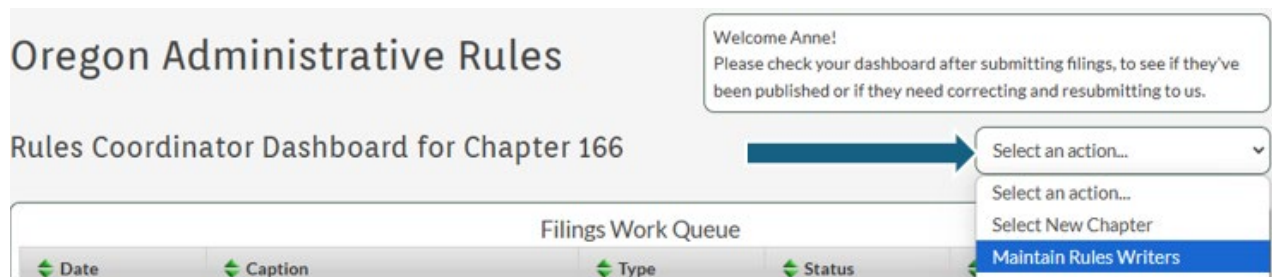 Oregon Administrative Rules
Welcome Anne!
Please check your dashboard after submitting filings, to see if they've
been published or if they need correcting and resubmitting to us.
Rules Coordinator Dashboard for Chapter 166
Select an action...
Select an action...
Select New Chapter
Maintain Rules Writers
Filings Work Queue
Date Caption Type Status